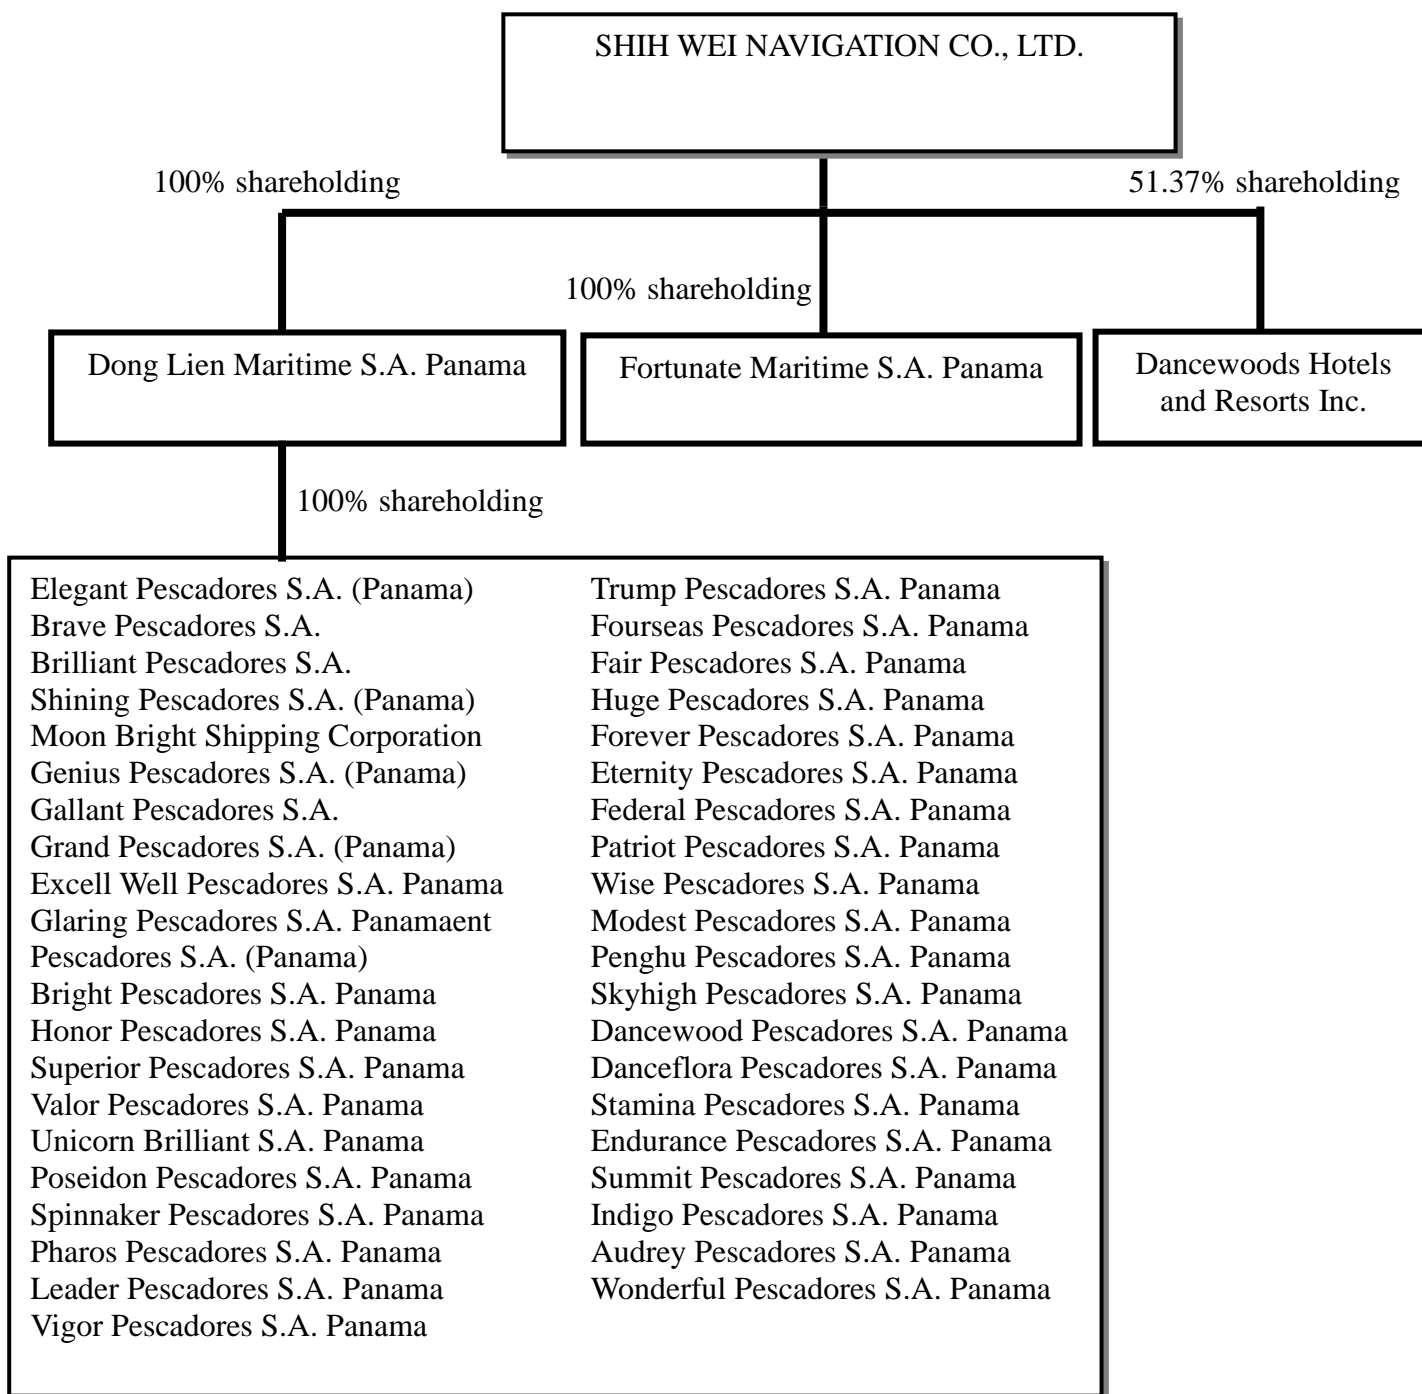 SHIH WEI NAVIGATION CO., LTD.
100% shareholding
51.37% shareholding
100% shareholding
Dong Lien Maritime S.A. Panama
Fortunate Maritime S.A. Panama
Dancewoods Hotels
and Resorts Inc.
100% shareholding
Elegant Pescadores S.A. (Panama)
Brave Pescadores S.A.
Brilliant Pescadores S.A.
Shining Pescadores S.A. (Panama)
Moon Bright Shipping Corporation
Genius Pescadores S.A. (Panama)
Gallant Pescadores S.A.
Grand Pescadores S.A. (Panama)
Excell Well Pescadores S.A. Panama
Glaring Pescadores S.A. Panamaent
Pescadores S.A. (Panama)
Bright Pescadores S.A. Panama
Honor Pescadores S.A. Panama
Superior Pescadores S.A. Panama
Valor Pescadores S.A. Panama
Unicorn Brilliant S.A. Panama
Poseidon Pescadores S.A. Panama
Spinnaker Pescadores S.A. Panama
Pharos Pescadores S.A. Panama
Leader Pescadores S.A. Panama
Vigor Pescadores S.A. Panama
Trump Pescadores S.A. Panama
Fourseas Pescadores S.A. Panama
Fair Pescadores S.A. Panama
Huge Pescadores S.A. Panama
Forever Pescadores S.A. Panama
Eternity Pescadores S.A. Panama
Federal Pescadores S.A. Panama
Patriot Pescadores S.A. Panama
Wise Pescadores S.A. Panama
Modest Pescadores S.A. Panama
Penghu Pescadores S.A. Panama
Skyhigh Pescadores S.A. Panama
Dancewood Pescadores S.A. Panama
Danceflora Pescadores S.A. Panama
Stamina Pescadores S.A. Panama
Endurance Pescadores S.A. Panama
Summit Pescadores S.A. Panama
Indigo Pescadores S.A. Panama
Audrey Pescadores S.A. Panama
Wonderful Pescadores S.A. Panama